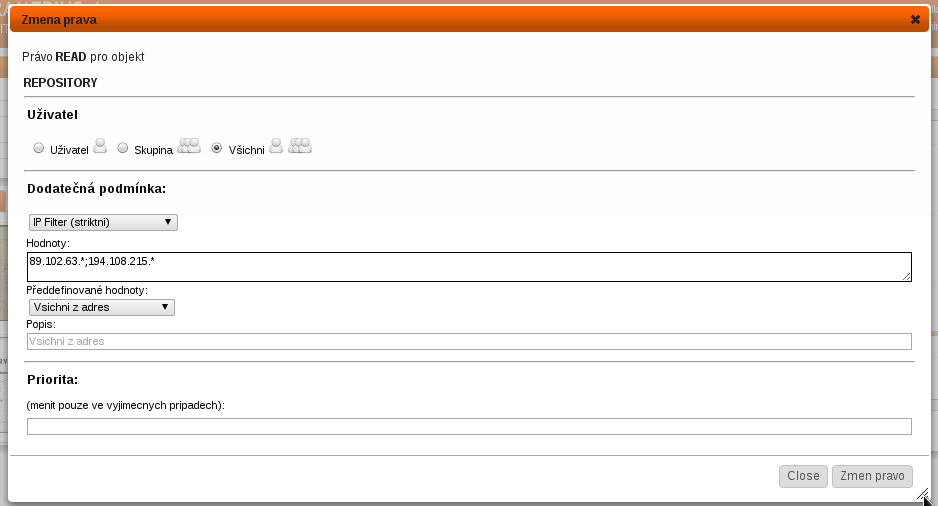 Zmena prava
Právo READ pro objekt
REPOSITORY
Uživatel
Uživatel Skupina Všichni
Dodatečná podmínka:
IP Filter (striktni)
Hodnoty:
89.102.63.*;194.108.215.*
Předdefinované hodnoty:
Vsichni z adres
Popis:
Vsichni z adres
Priorita:
(menit pouze ve vyjimecnych pripadech):
Close Zmen pravo